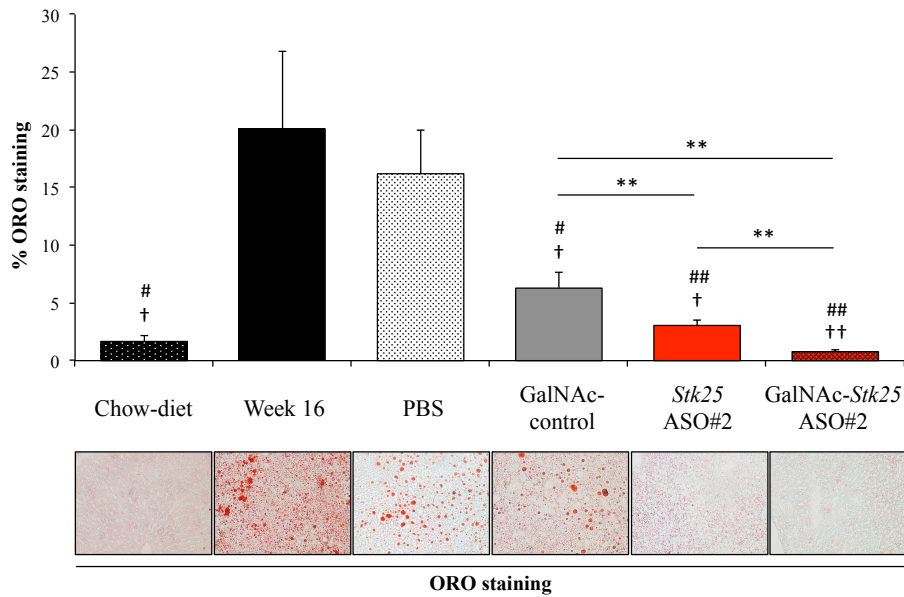 30
25
20
15
10
5
0
% ORO staining
**
**
**
#
†
#
†
##
†
##
††
Chow-diet
Week 16
PBS
GalNAc-
control
Stk25
ASO#2
GalNAc-Stk25
ASO#2
ORO staining